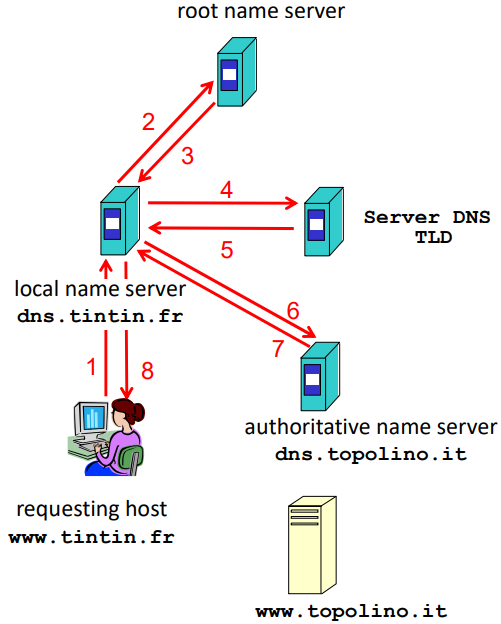 root name server
2
3
4
Server DNS
TLD
5
local name server
dns.tintin.fr
6
7
1
8
authoritative name server
dns.topolino.it
requesting host
www.tintin.fr
www.topolino.it